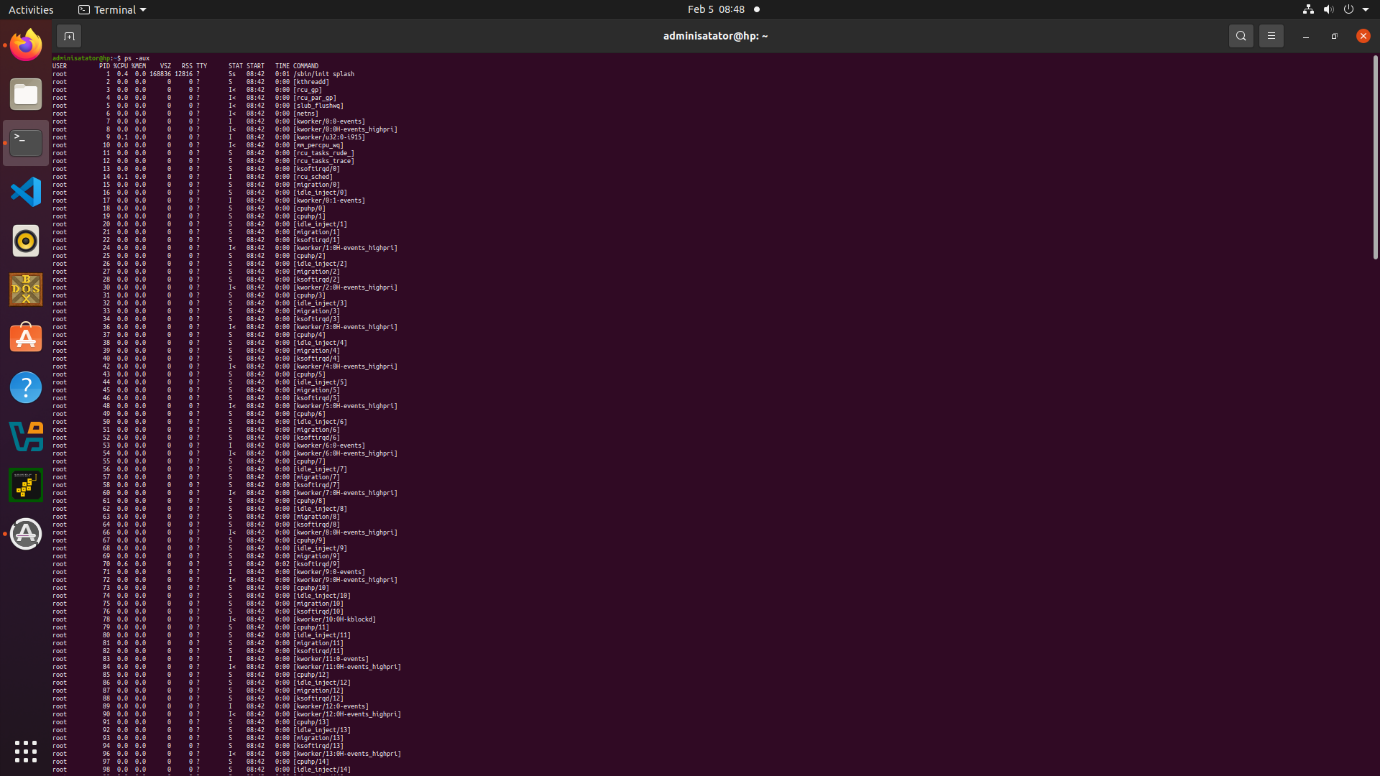 Activities
Terminal
Feb 5 08:48
adminisatator@hp: ~
adminisatator@hp:~$ ps -aux
USER PID %CPU %MEM VSZ RSS TTY STAT START TIME COMMAND
root 1 0.4 0.0 168836 12816 ? Ss 08:42 0:01 /sbin/init splash
root 2 0.0 0.0 0 0 ? S 08:42 0:00 [kthreadd]
root 3 0.0 0.0 0 0 ? I< 08:42 0:00 [rcu_gp]
root 4 0.0 0.0 0 0 ? I< 08:42 0:00 [rcu_par_gp]
root 5 0.0 0.0 0 0 ? I< 08:42 0:00 [slub_flushwq]
root 6 0.0 0.0 0 0 ? I< 08:42 0:00 [netns]
root 7 0.0 0.0 0 0 ? I 08:42 0:00 [kworker/0:0-events]
root 8 0.0 0.0 0 0 ? I< 08:42 0:00 [kworker/0:0H-events_highpri]
root 9 0.1 0.0 0 0 ? I 08:42 0:00 [kworker/u32:0-i915]
root 10 0.0 0.0 0 0 ? I< 08:42 0:00 [mm_percpu_wq]
root 11 0.0 0.0 0 0 ? S 08:42 0:00 [rcu_tasks_rude_]
root 12 0.0 0.0 0 0 ? S 08:42 0:00 [rcu_tasks_trace]
root 13 0.0 0.0 0 0 ? S 08:42 0:00 [ksoftirqd/0]
root 14 0.1 0.0 0 0 ? I 08:42 0:00 [rcu_sched]
root 15 0.0 0.0 0 0 ? S 08:42 0:00 [migration/0]
root 16 0.0 0.0 0 0 ? S 08:42 0:00 [idle_inject/0]
root 17 0.0 0.0 0 0 ? I 08:42 0:00 [kworker/0:1-events]
root 18 0.0 0.0 0 0 ? S 08:42 0:00 [cpuhp/0]
root 19 0.0 0.0 0 0 ? S 08:42 0:00 [cpuhp/1]
root 20 0.0 0.0 0 0 ? S 08:42 0:00 [idle_inject/1]
root 21 0.0 0.0 0 0 ? S 08:42 0:00 [migration/1]
root 22 0.0 0.0 0 0 ? S 08:42 0:00 [ksoftirqd/1]
root 24 0.0 0.0 0 0 ? I< 08:42 0:00 [kworker/1:0H-events_highpri]
root 25 0.0 0.0 0 0 ? S 08:42 0:00 [cpuhp/2]
root 26 0.0 0.0 0 0 ? S 08:42 0:00 [idle_inject/2]
root 27 0.0 0.0 0 0 ? S 08:42 0:00 [migration/2]
root 28 0.0 0.0 0 0 ? S 08:42 0:00 [ksoftirqd/2]
root 30 0.0 0.0 0 0 ? I< 08:42 0:00 [kworker/2:0H-events_highpri]
root 31 0.0 0.0 0 0 ? S 08:42 0:00 [cpuhp/3]
root 32 0.0 0.0 0 0 ? S 08:42 0:00 [idle_inject/3]
root 33 0.0 0.0 0 0 ? S 08:42 0:00 [migration/3]
root 34 0.0 0.0 0 0 ? S 08:42 0:00 [ksoftirqd/3]
root 36 0.0 0.0 0 0 ? I< 08:42 0:00 [kworker/3:0H-events_highpri]
root 37 0.0 0.0 0 0 ? S 08:42 0:00 [cpuhp/4]
root 38 0.0 0.0 0 0 ? S 08:42 0:00 [idle_inject/4]
root 39 0.0 0.0 0 0 ? S 08:42 0:00 [migration/4]
root 40 0.0 0.0 0 0 ? S 08:42 0:00 [ksoftirqd/4]
root 42 0.0 0.0 0 0 ? I< 08:42 0:00 [kworker/4:0H-events_highpri]
root 43 0.0 0.0 0 0 ? S 08:42 0:00 [cpuhp/5]
root 44 0.0 0.0 0 0 ? S 08:42 0:00 [idle_inject/5]
root 45 0.0 0.0 0 0 ? S 08:42 0:00 [migration/5]
root 46 0.0 0.0 0 0 ? S 08:42 0:00 [ksoftirqd/5]
root 48 0.0 0.0 0 0 ? I< 08:42 0:00 [kworker/5:0H-events_highpri]
root 49 0.0 0.0 0 0 ? S 08:42 0:00 [cpuhp/6]
root 50 0.0 0.0 0 0 ? S 08:42 0:00 [idle_inject/6]
root 51 0.0 0.0 0 0 ? S 08:42 0:00 [migration/6]
root 52 0.0 0.0 0 0 ? S 08:42 0:00 [ksoftirqd/6]
root 53 0.0 0.0 0 0 ? I 08:42 0:00 [kworker/6:0-events]
root 54 0.0 0.0 0 0 ? I< 08:42 0:00 [kworker/6:0H-events_highpri]
root 55 0.0 0.0 0 0 ? S 08:42 0:00 [cpuhp/7]
root 56 0.0 0.0 0 0 ? S 08:42 0:00 [idle_inject/7]
root 57 0.0 0.0 0 0 ? S 08:42 0:00 [migration/7]
root 58 0.0 0.0 0 0 ? S 08:42 0:00 [ksoftirqd/7]
root 60 0.0 0.0 0 0 ? I< 08:42 0:00 [kworker/7:0H-events_highpri]
root 61 0.0 0.0 0 0 ? S 08:42 0:00 [cpuhp/8]
root 62 0.0 0.0 0 0 ? S 08:42 0:00 [idle_inject/8]
root 63 0.0 0.0 0 0 ? S 08:42 0:00 [migration/8]
root 64 0.0 0.0 0 0 ? S 08:42 0:00 [ksoftirqd/8]
root 66 0.0 0.0 0 0 ? I< 08:42 0:00 [kworker/8:0H-events_highpri]
root 67 0.0 0.0 0 0 ? S 08:42 0:00 [cpuhp/9]
root 68 0.0 0.0 0 0 ? S 08:42 0:00 [idle_inject/9]
root 69 0.0 0.0 0 0 ? S 08:42 0:00 [migration/9]
root 70 0.6 0.0 0 0 ? S 08:42 0:02 [ksoftirqd/9]
root 71 0.0 0.0 0 0 ? I 08:42 0:00 [kworker/9:0-events]
root 72 0.0 0.0 0 0 ? I< 08:42 0:00 [kworker/9:0H-events_highpri]
root 73 0.0 0.0 0 0 ? S 08:42 0:00 [cpuhp/10]
root 74 0.0 0.0 0 0 ? S 08:42 0:00 [idle_inject/10]
root 75 0.0 0.0 0 0 ? S 08:42 0:00 [migration/10]
root 76 0.0 0.0 0 0 ? S 08:42 0:00 [ksoftirqd/10]
root 78 0.0 0.0 0 0 ? I< 08:42 0:00 [kworker/10:0H-kblockd]
root 79 0.0 0.0 0 0 ? S 08:42 0:00 [cpuhp/11]
root 80 0.0 0.0 0 0 ? S 08:42 0:00 [idle_inject/11]
root 81 0.0 0.0 0 0 ? S 08:42 0:00 [migration/11]
root 82 0.0 0.0 0 0 ? S 08:42 0:00 [ksoftirqd/11]
root 83 0.0 0.0 0 0 ? I 08:42 0:00 [kworker/11:0-events]
root 84 0.0 0.0 0 0 ? I< 08:42 0:00 [kworker/11:0H-events_highpri]
root 85 0.0 0.0 0 0 ? S 08:42 0:00 [cpuhp/12]
root 86 0.0 0.0 0 0 ? S 08:42 0:00 [idle_inject/12]
root 87 0.0 0.0 0 0 ? S 08:42 0:00 [migration/12]
root 88 0.0 0.0 0 0 ? S 08:42 0:00 [ksoftirqd/12]
root 89 0.0 0.0 0 0 ? I 08:42 0:00 [kworker/12:0-events]
root 90 0.0 0.0 0 0 ? I< 08:42 0:00 [kworker/12:0H-events_highpri]
root 91 0.0 0.0 0 0 ? S 08:42 0:00 [cpuhp/13]
root 92 0.0 0.0 0 0 ? S 08:42 0:00 [idle_inject/13]
root 93 0.0 0.0 0 0 ? S 08:42 0:00 [migration/13]
root 94 0.0 0.0 0 0 ? S 08:42 0:00 [ksoftirqd/13]
root 96 0.0 0.0 0 0 ? I< 08:42 0:00 [kworker/13:0H-events_highpri]
root 97 0.0 0.0 0 0 ? S 08:42 0:00 [cpuhp/14]
root 98 0.0 0.0 0 0 ? S 08:42 0:00 [idle_inject/14]